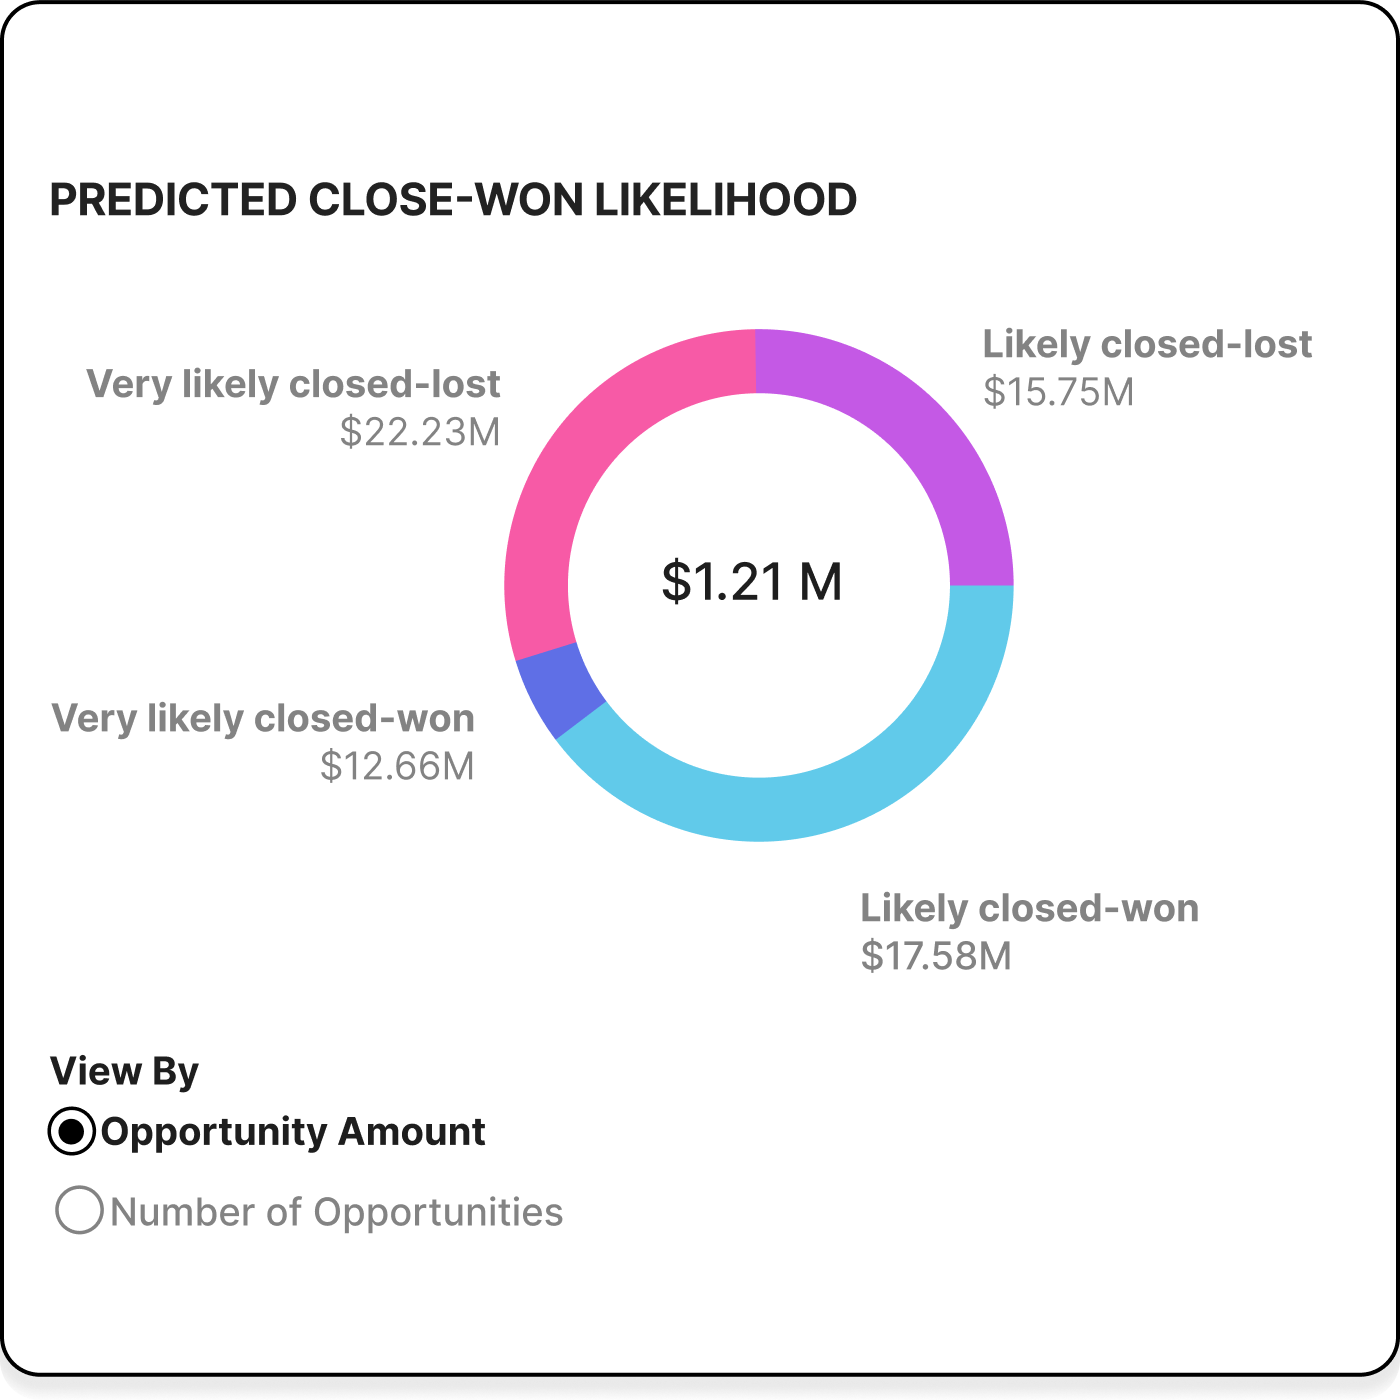 PREDICTED CLOSE-WON LIKELIHOOD
Likely closed-lost
$15.75M
Very likely closed-lost
$22.23M
$1.21 M
Very likely closed-won
$12.66M
Likely closed-won
$17.58M
View By
Opportunity Amount
Number of Opportunities